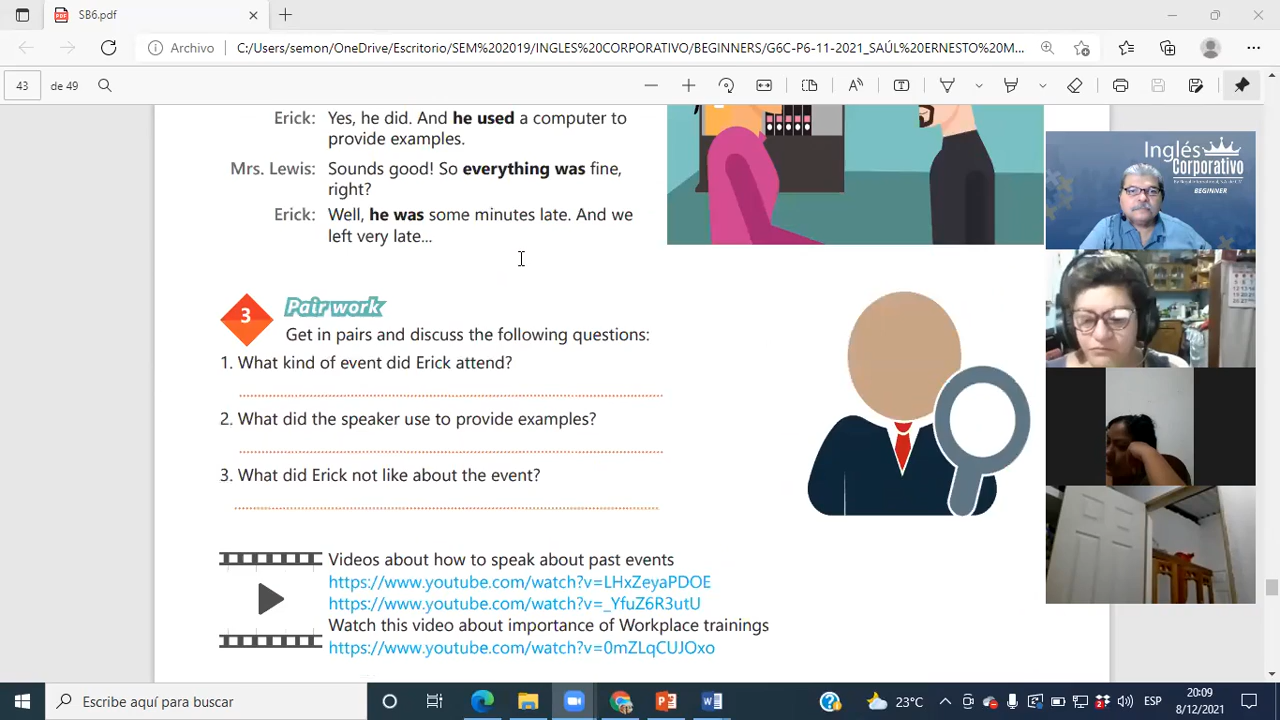 SB6.pdf
Archivo
C:/Users/semon/OneDrive/Escritorio/SEM%202019/INGLES%20CORPORATIVO/BEGINNERS/G6C-P6-11-2021_SAÚL%20ERNESTO%20M...
43 de 49
Erick: Yes, he did. And he used a computer to
provide examples.
Mrs. Lewis: Sounds good! So everything was fine,
right?
Erick: Well, he was some minutes late. And we
left very late...
Inglés
Corporativo
BEGINNER
3
Pair work
Get in pairs and discuss the following questions:
1. What kind of event did Erick attend?
2. What did the speaker use to provide examples?
3. What did Erick not like about the event?
Videos about how to speak about past events
https://www.youtube.com/watch?v=LHxZeyaPDOE
https://www.youtube.com/watch?v=_YfuZ6R3utU
Watch this video about importance of Workplace trainings
https://www.youtube.com/watch?v=0mZLqCUJOxo
Escribe aquí para buscar
23°C
ESP
20:09
8/12/2021